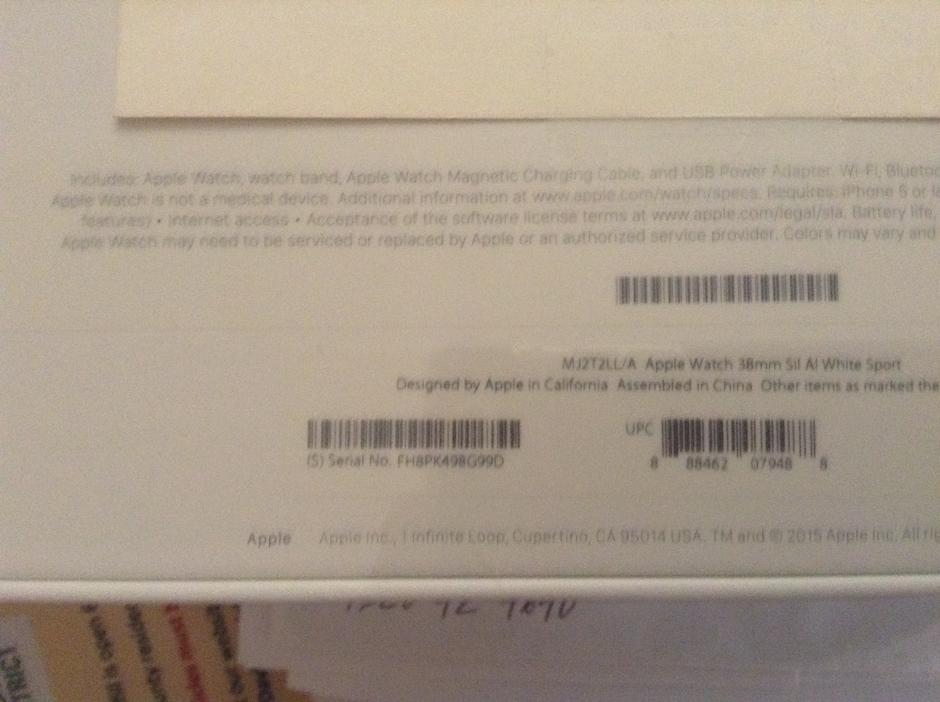 Includes: Apple Watch, watch band, Apple Watch Magnetic Charging Cable, and USB Power Adapter. Wi-Fi, Bluetoo
Apple Watch is not a medical device. Additional information at www.apple.com/watch/specs. Requires: iPhone 5 or la
features) • Internet access • Acceptance of the software license terms at www.apple.com/legal/sla. Battery life,
Apple Watch may need to be serviced or replaced by Apple or an authorized service provider. Colors may vary and
MJ2T2LL/A Apple Watch 38mm Sil Al White Sport
Designed by Apple in California Assembled in China Other items as marked the
(S) Serial No. FH8PK498G99D
UPC
8 88462 07948 8
Apple Apple Inc., 1 Infinite Loop, Cupertino, CA 95014 USA. TM and © 2015 Apple Inc. All rig
TRICT
is open